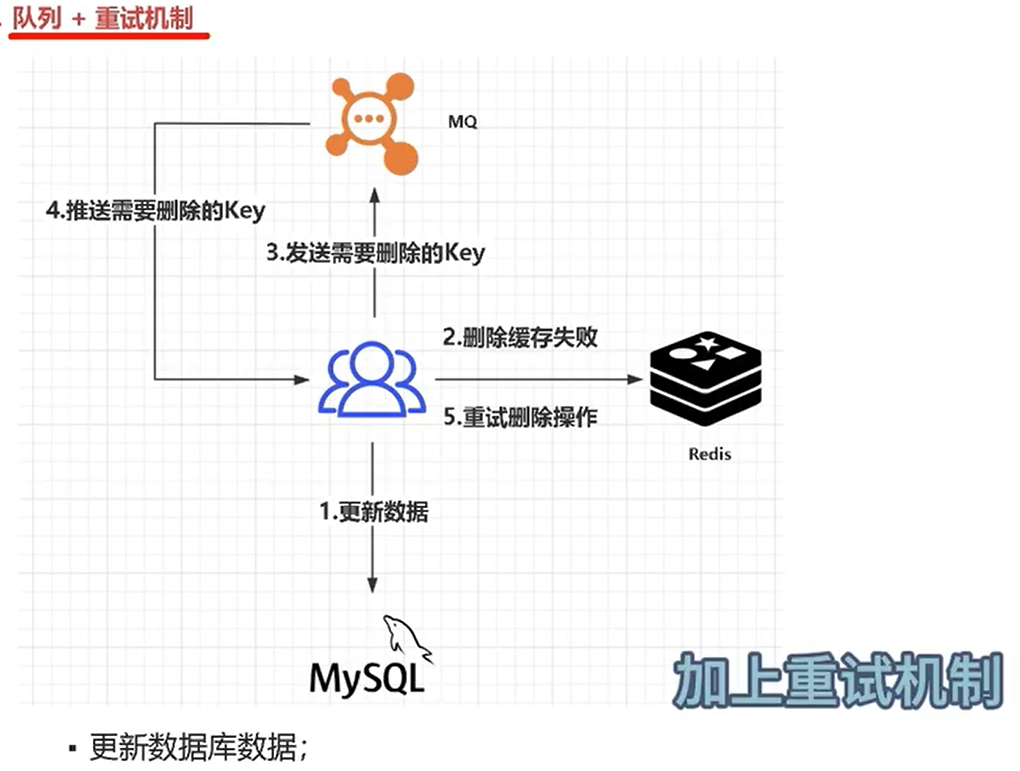 队列 + 重试机制
MQ
4.推送需要删除的Key
3.发送需要删除的Key
2.删除缓存失败
5.重试删除操作
Redis
1.更新数据
MySQL
加上重试机制
▪ 更新数据库数据；